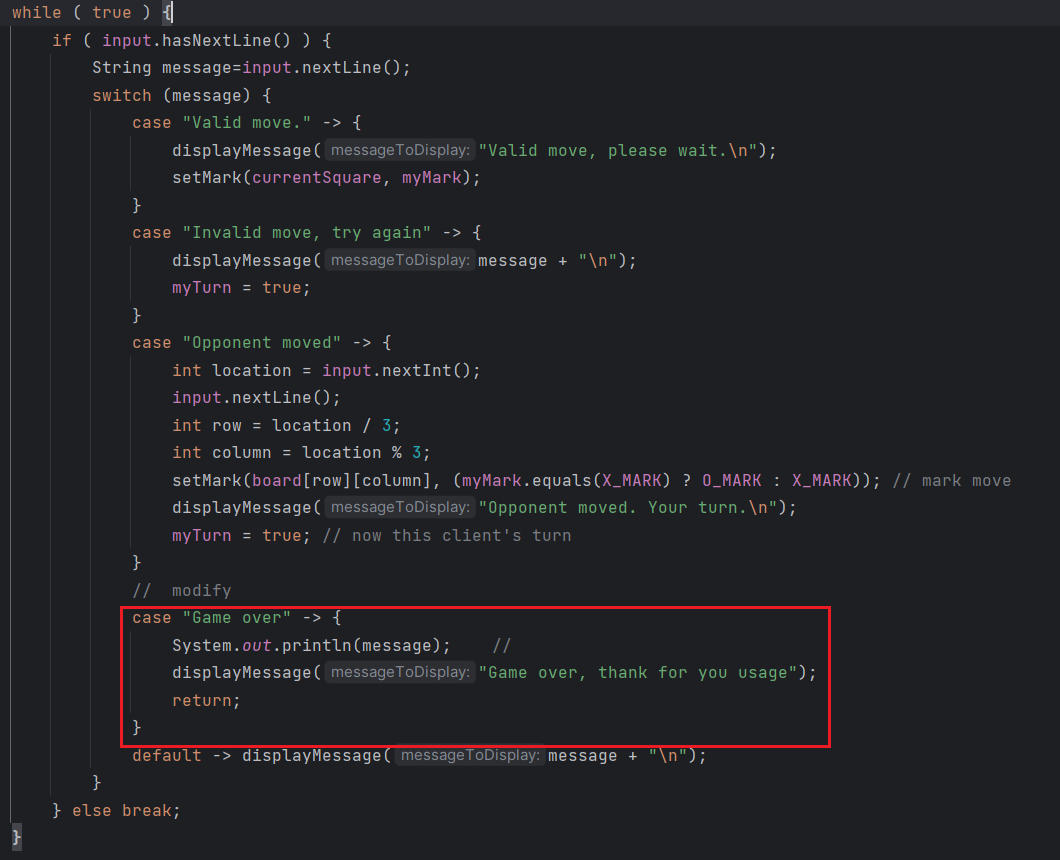 while ( true ) {
if ( input.hasNextLine() ) {
String message=input.nextLine();
switch (message) {
case "Valid move." -> {
displayMessage( messageToDisplay: "Valid move, please wait.\n");
setMark(currentSquare, myMark);
}
case "Invalid move, try again" -> {
displayMessage( messageToDisplay: message + "\n");
myTurn = true;
}
case "Opponent moved" -> {
int location = input.nextInt();
input.nextLine();
int row = location / 3;
int column = location % 3;
setMark(board[row][column], (myMark.equals(X_MARK) ? O_MARK : X_MARK)); // mark move
displayMessage( messageToDisplay: "Opponent moved. Your turn.\n");
myTurn = true; // now this client's turn
}
// modify
case "Game over" -> {
System.out.println(message); //
displayMessage( messageToDisplay: "Game over, thank for you usage");
return;
}
default -> displayMessage( messageToDisplay: message + "\n");
}
} else break;
}